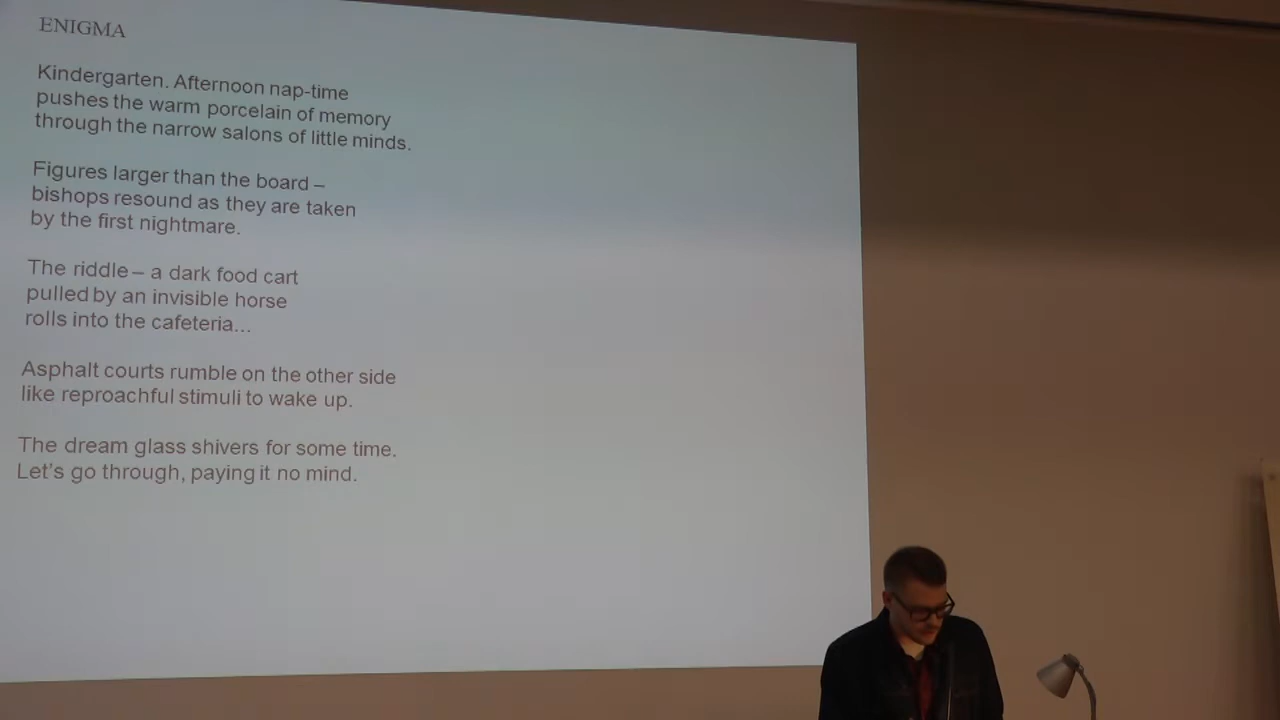 ENIGMA
Kindergarten. Afternoon nap-time
pushes the warm porcelain of memory
through the narrow salons of little minds.
Figures larger than the board –
bishops resound as they are taken
by the first nightmare.
The riddle – a dark food cart
pulled by an invisible horse
rolls into the cafeteria...
Asphalt courts rumble on the other side
like reproachful stimuli to wake up.
The dream glass shivers for some time.
Let's go through, paying it no mind.